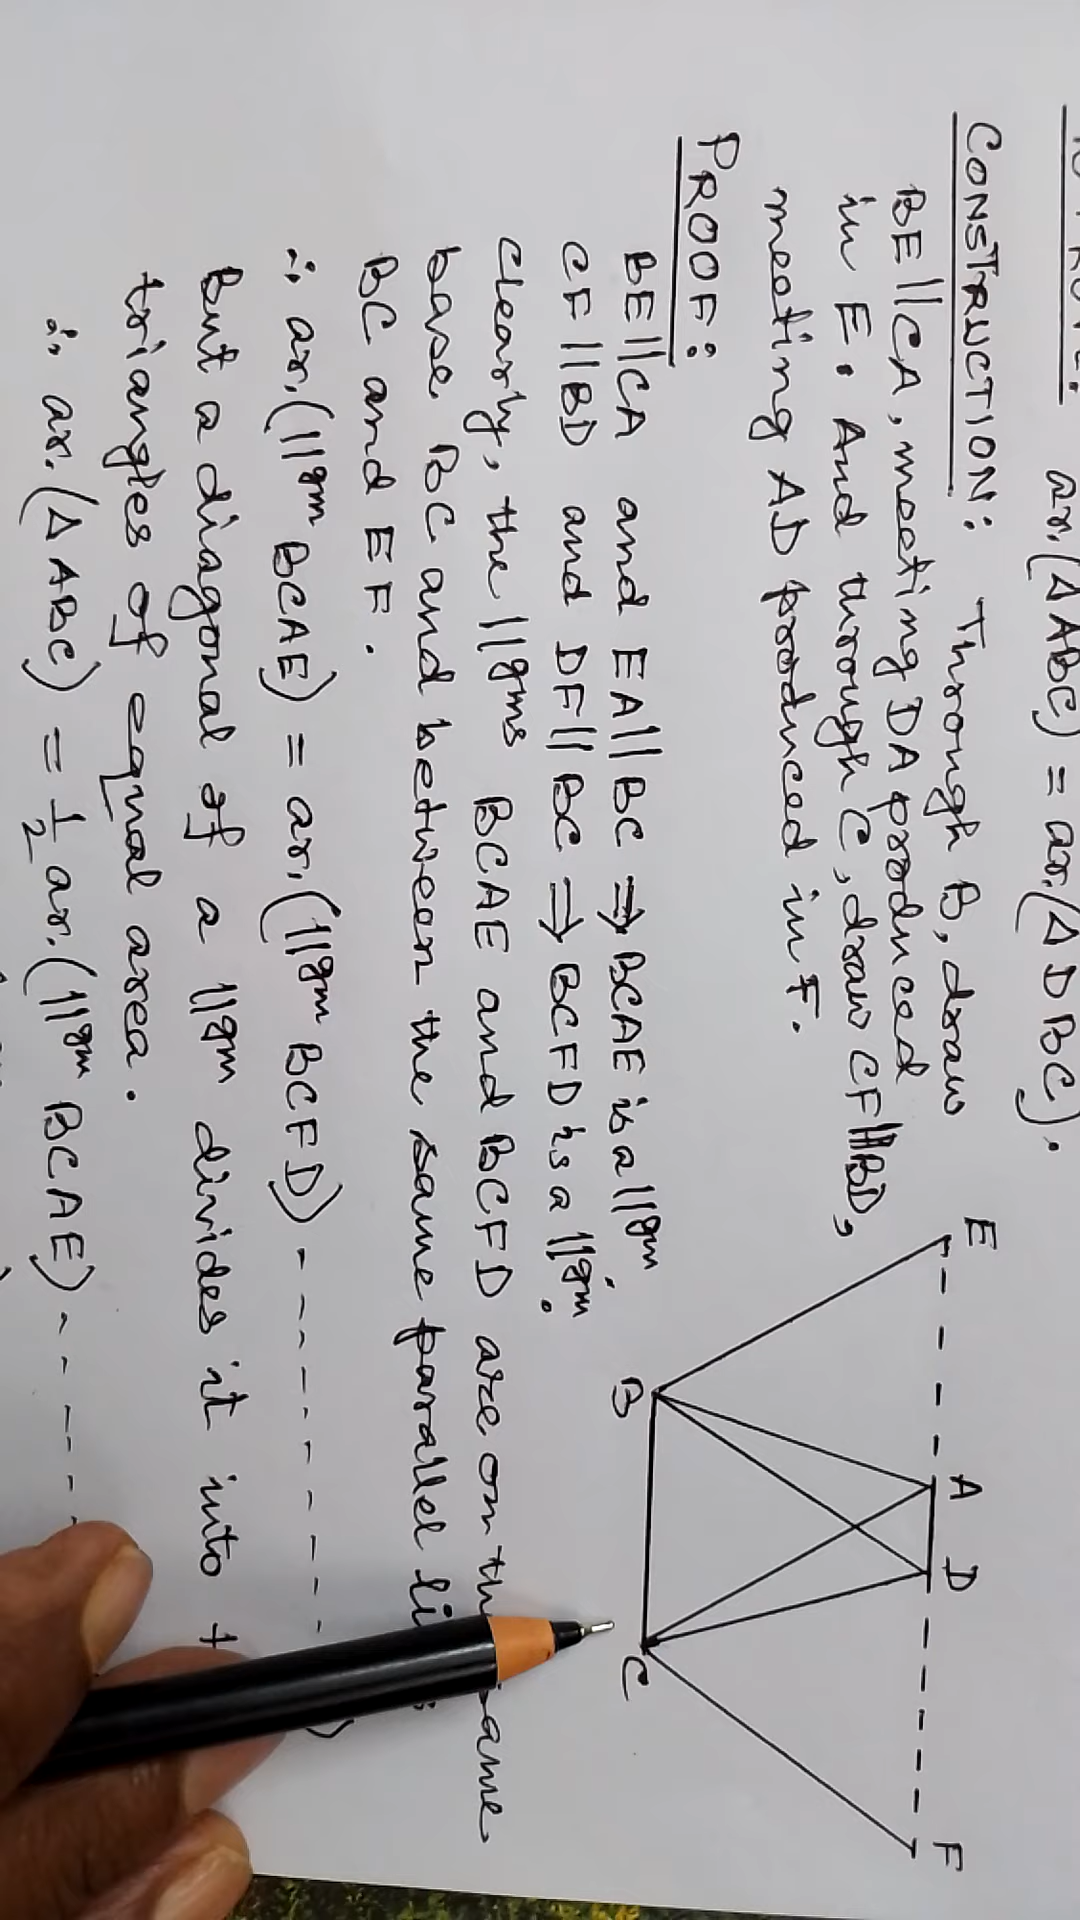 ar.(ΔABC) = ar.(ΔDBC).
CONSTRUCTION: Through B, draw
BE||CA, meeting DA produced
in E. And through C, draw CF||BD,
meeting AD produced in F.
PROOF:
BE||CA and EA||BC ⇒ BCAE is a ||gm.
CF||BD and DF||BC ⇒ BCFD is a ||gm.
Clearly, the ||gms BCAE and BCFD are on the same
base BC and between the same parallel
BC and EF.
∴ ar.(||gm BCAE) = ar.(||gm BCFD) - - - - - - - - -
But a diagonal of a ||gm divides it into
triangles of equal area.
∴ ar.(ΔABC) = 1/2 ar.(||gm BCAE) - - - - -
E A D F
B C